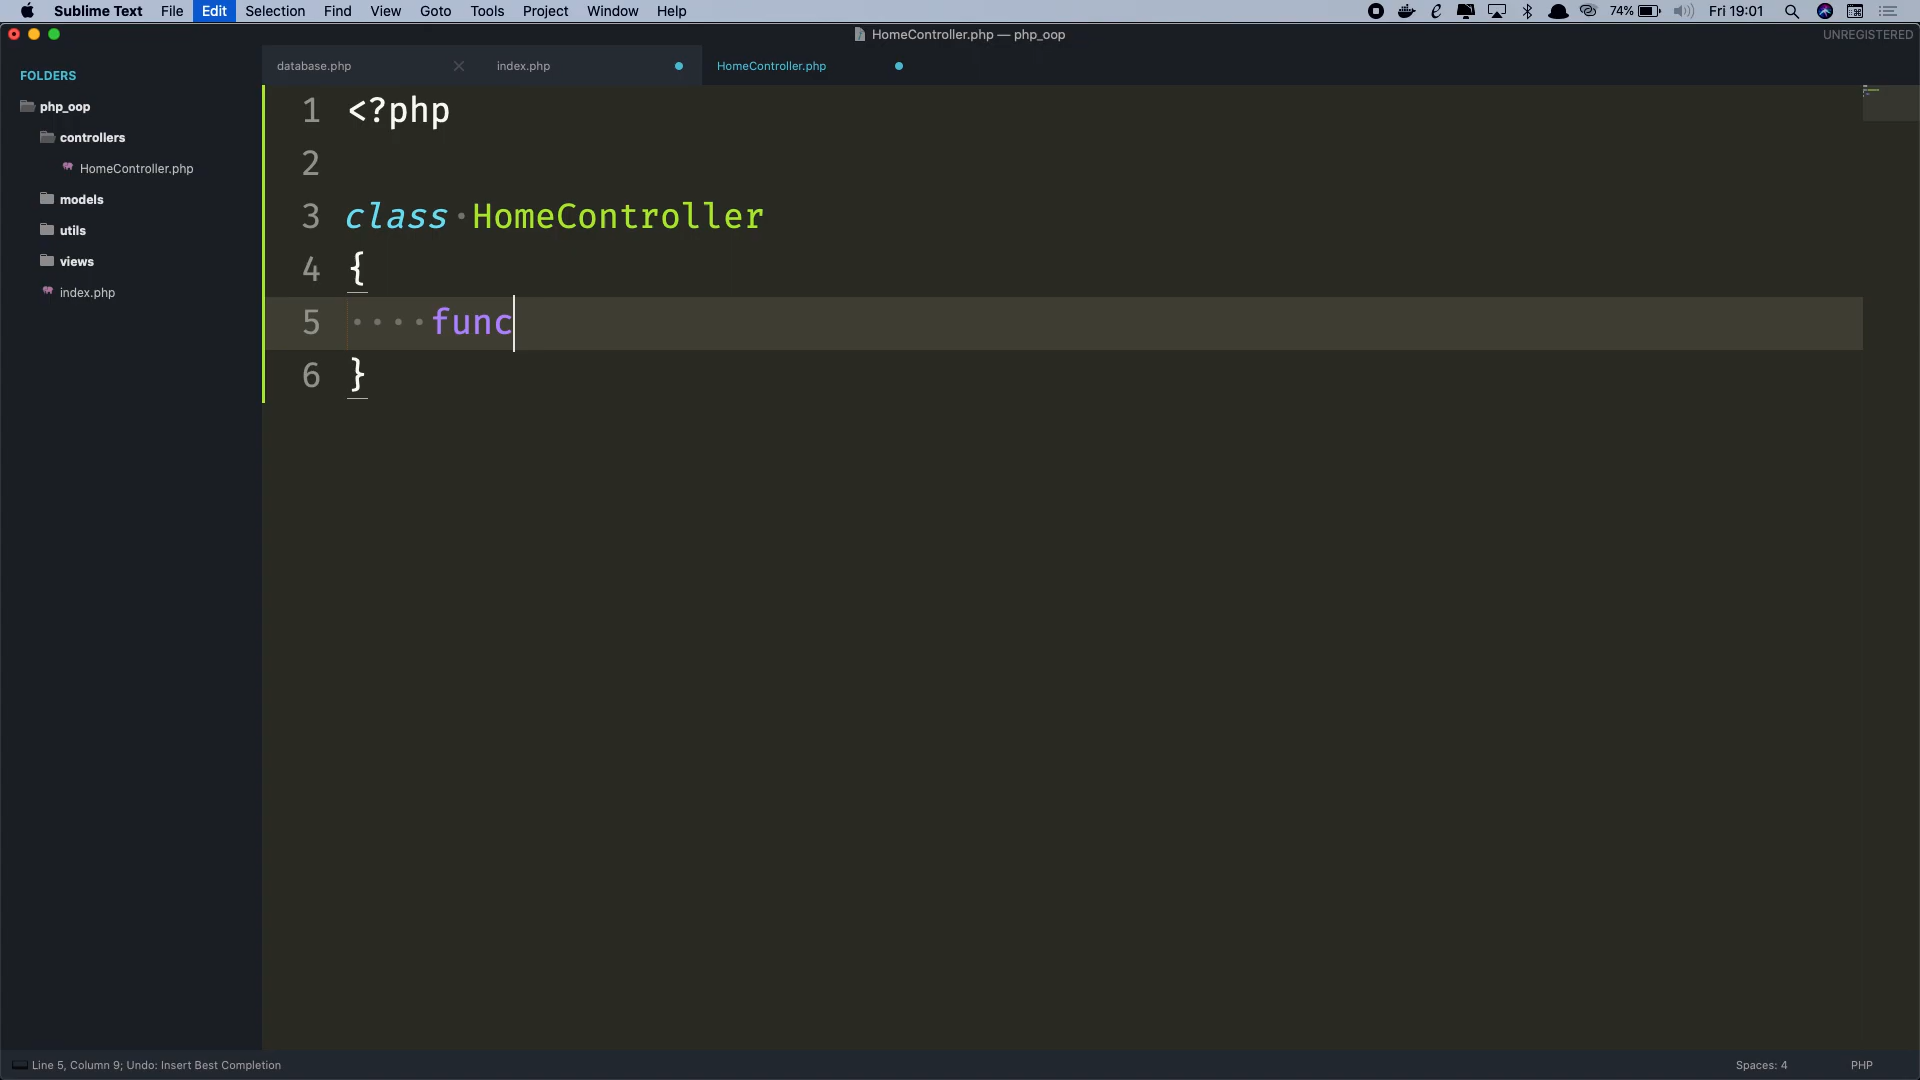 Sublime Text File Edit Selection Find View Goto Tools Project Window Help 74% Fri 19:01
HomeController.php — php_oop UNREGISTERED
FOLDERS
php_oop
controllers
HomeController.php
models
utils
views
index.php
database.php index.php HomeController.php
1 <?php
2
3 class HomeController
4 {
5 func
6 }
Line 5, Column 9; Undo: Insert Best Completion Spaces: 4 PHP